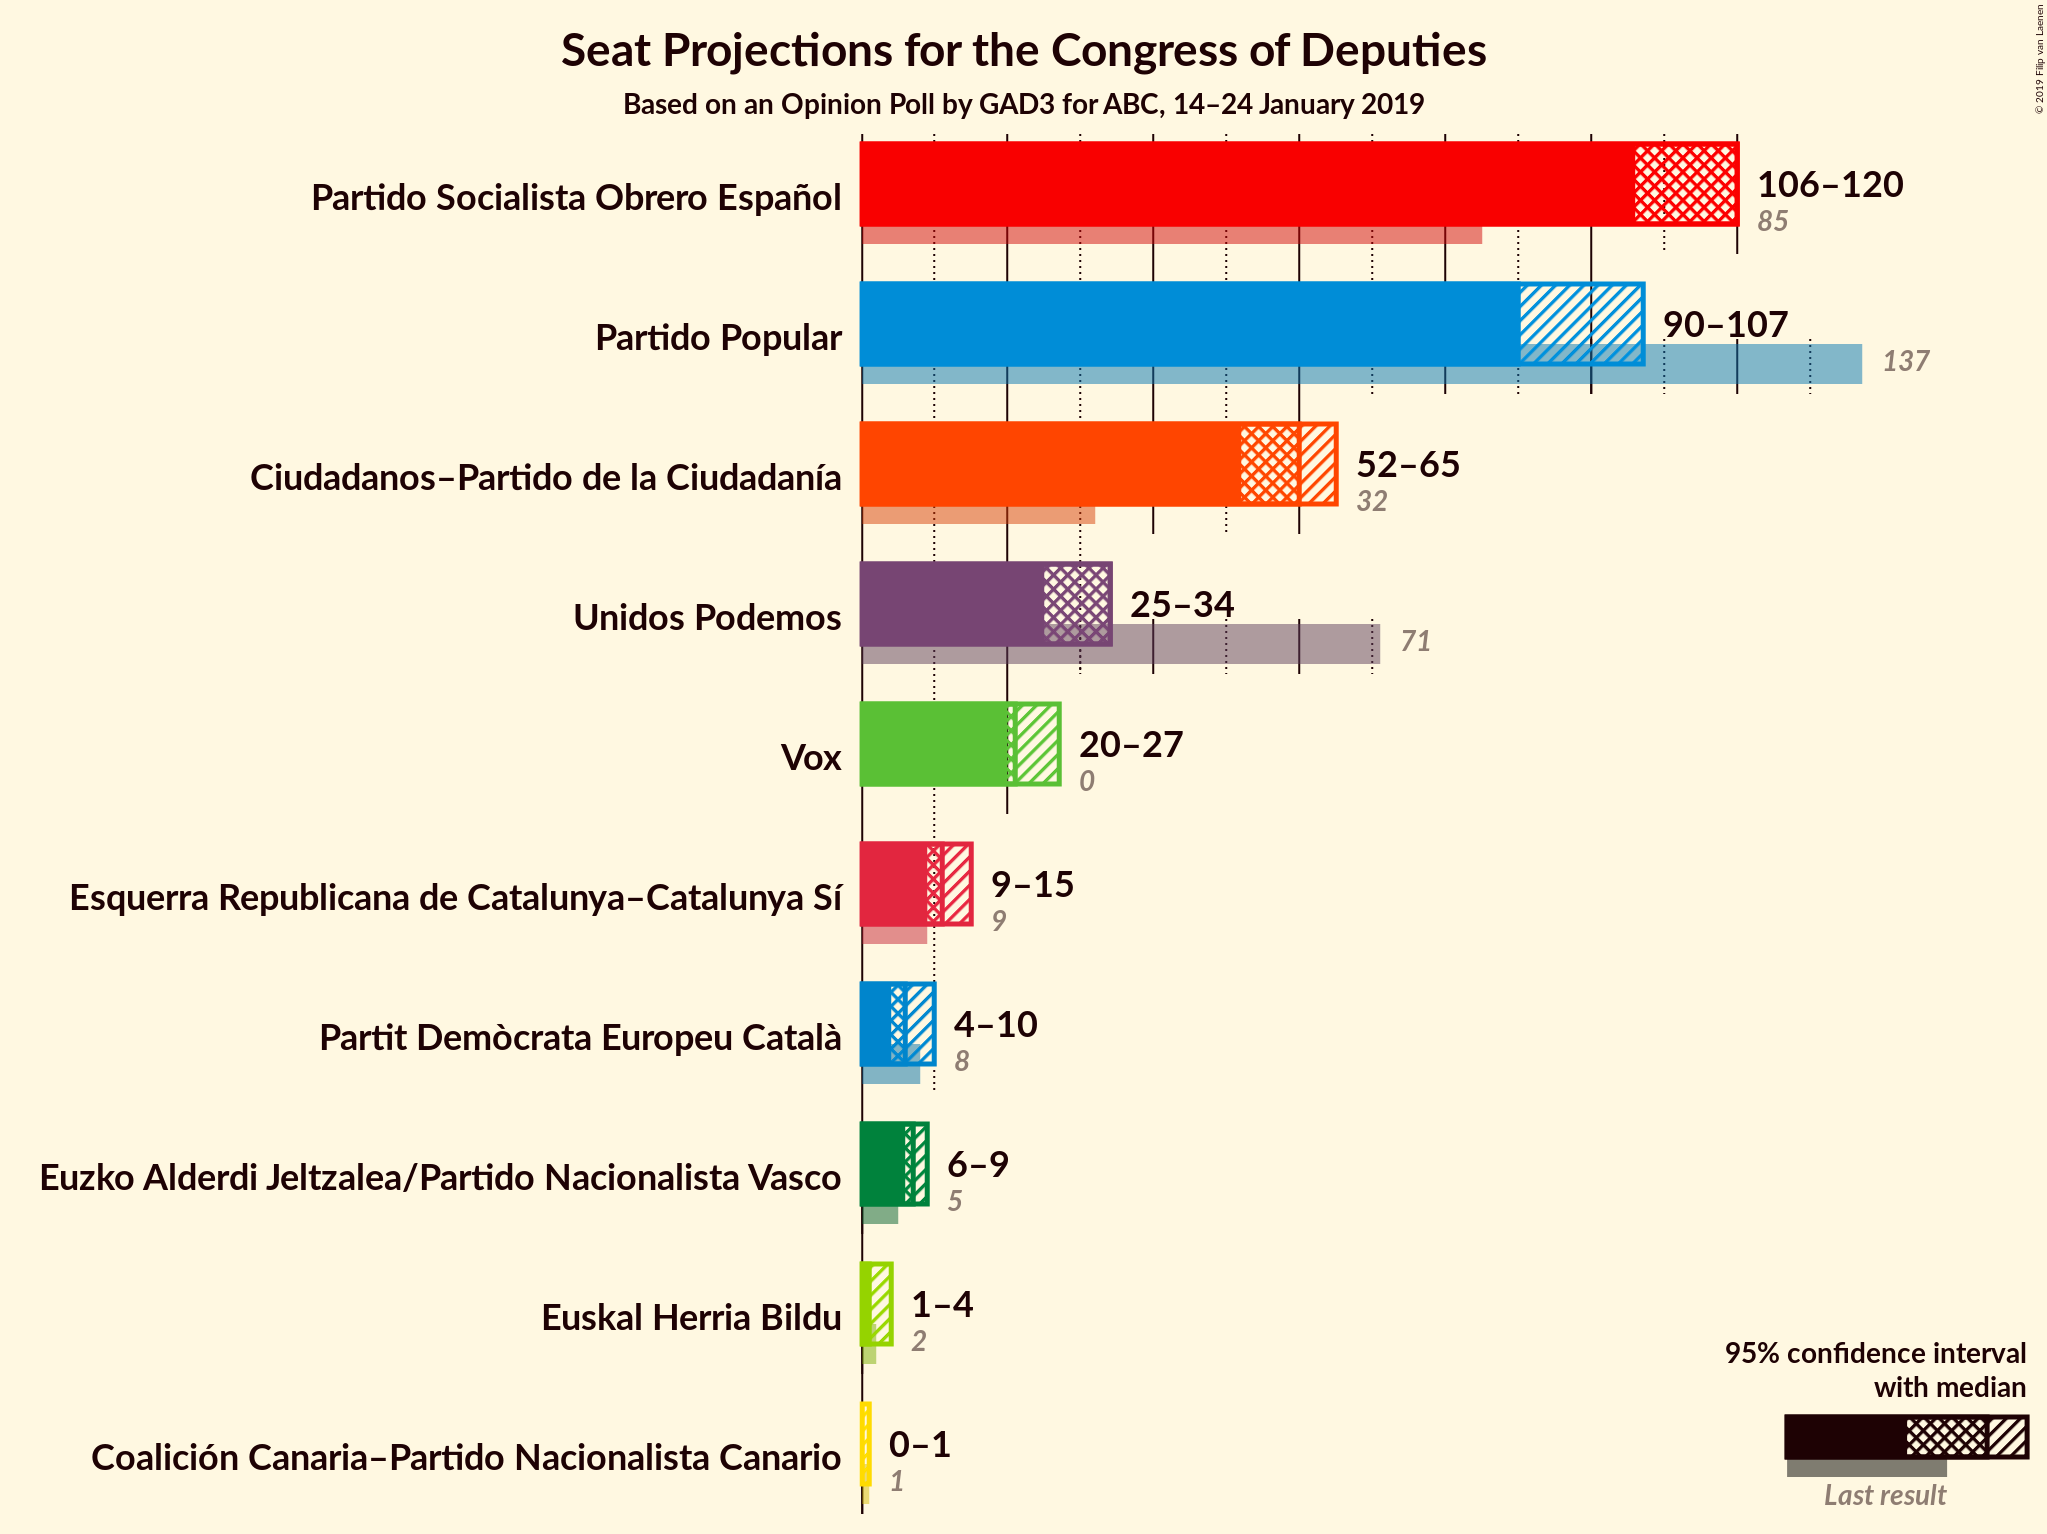 Seat Projections for the Congress of Deputies
Based on an Opinion Poll by GAD3 for ABC, 14–24 January 2019
© 2019 Filip van Laenen
Partido Socialista Obrero Español
106–120
85
Partido Popular
90–107
137
Ciudadanos–Partido de la Ciudadanía
52–65
32
Unidos Podemos
25–34
71
Vox
20–27
0
Esquerra Republicana de Catalunya–Catalunya Sí
9–15
9
Partit Demòcrata Europeu Català
4–10
8
Euzko Alderdi Jeltzalea/Partido Nacionalista Vasco
6–9
5
Euskal Herria Bildu
1–4
2
Coalición Canaria–Partido Nacionalista Canario
0–1
1
95% confidence interval
with median
Last result